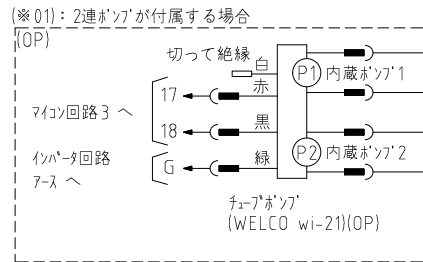 (※01): 2連ﾎﾟﾝﾌﾟが付属する場合
(OP)
切って絶縁
白
赤
17
P1 内蔵ﾎﾟﾝﾌﾟ1
ﾏｲｺﾝ回路3 へ
黒
18
緑
P2 内蔵ﾎﾟﾝﾌﾟ2
ｲﾝﾊﾞｰﾀ回路
ｱｰｽ へ
G
ﾁｭｰﾌﾞﾎﾟﾝﾌﾟ
(WELCO wi-21)(OP)